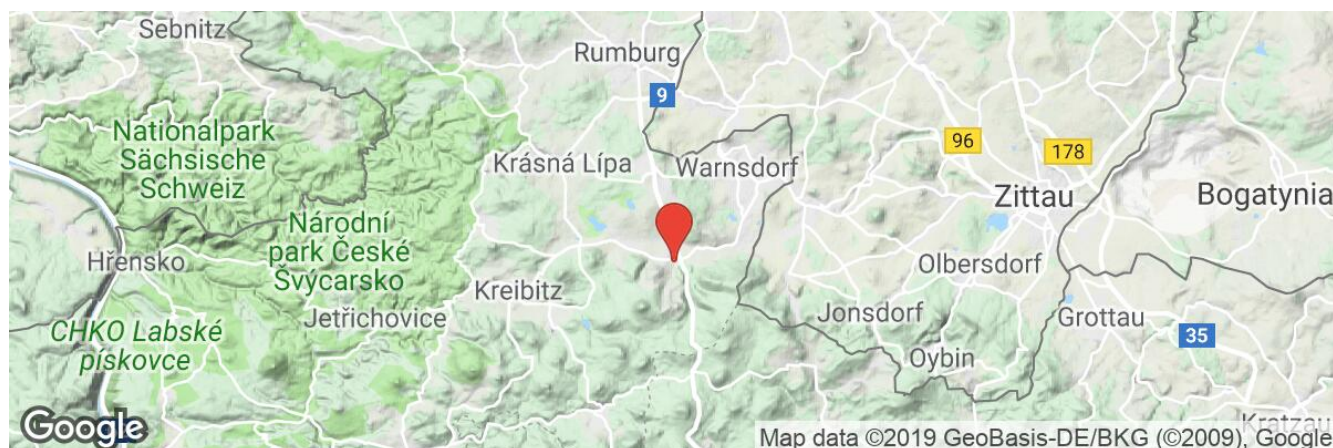 Sebnitz
Rumburg
9
Nationalpark
Sächsische
Schweiz
Krásná Lípa
Warnsdorf
96
178
Zittau
Bogatynia
Národní
park České
Švýcarsko
Hřensko
Kreibitz
Olbersdorf
Jetřichovice
Jonsdorf
Grottau
CHKO Labské
pískovce
Oybin
35
Kratzau
Google
Map data ©2019 GeoBasis-DE/BKG (©2009), Google